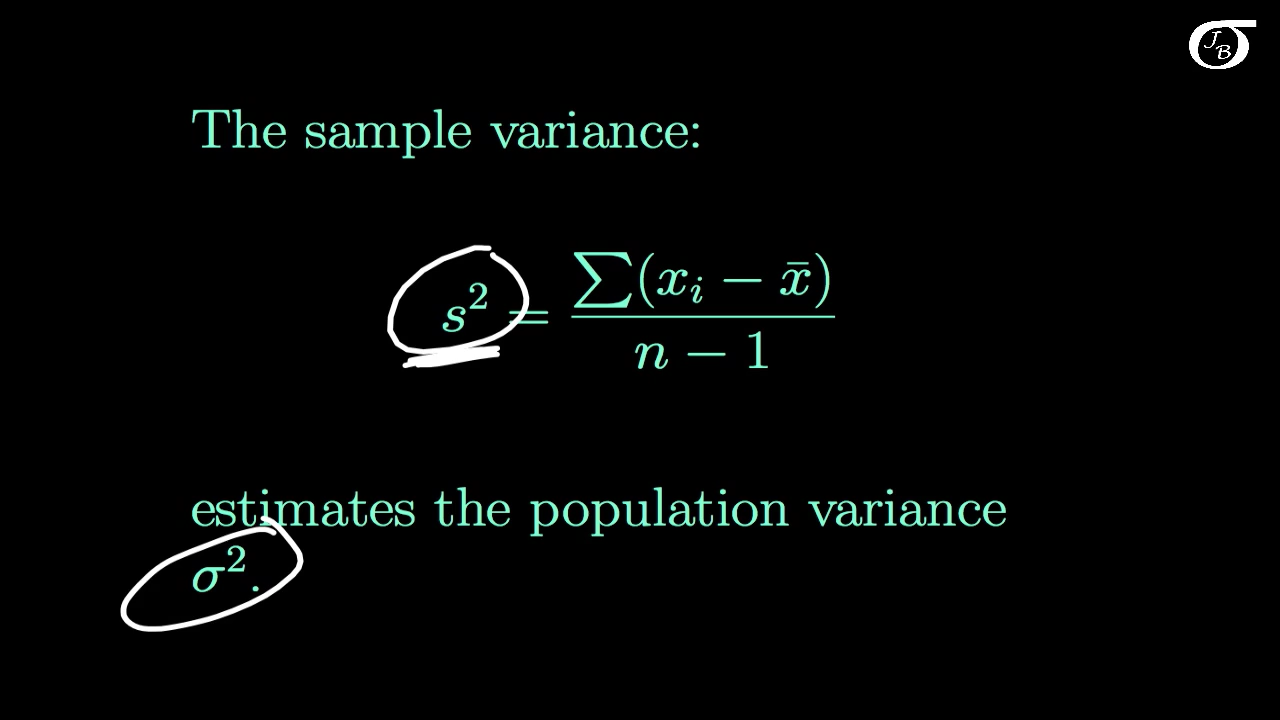 JB
The sample variance:
s² = ∑(xᵢ − x̄) / n − 1
estimates the population variance
σ².